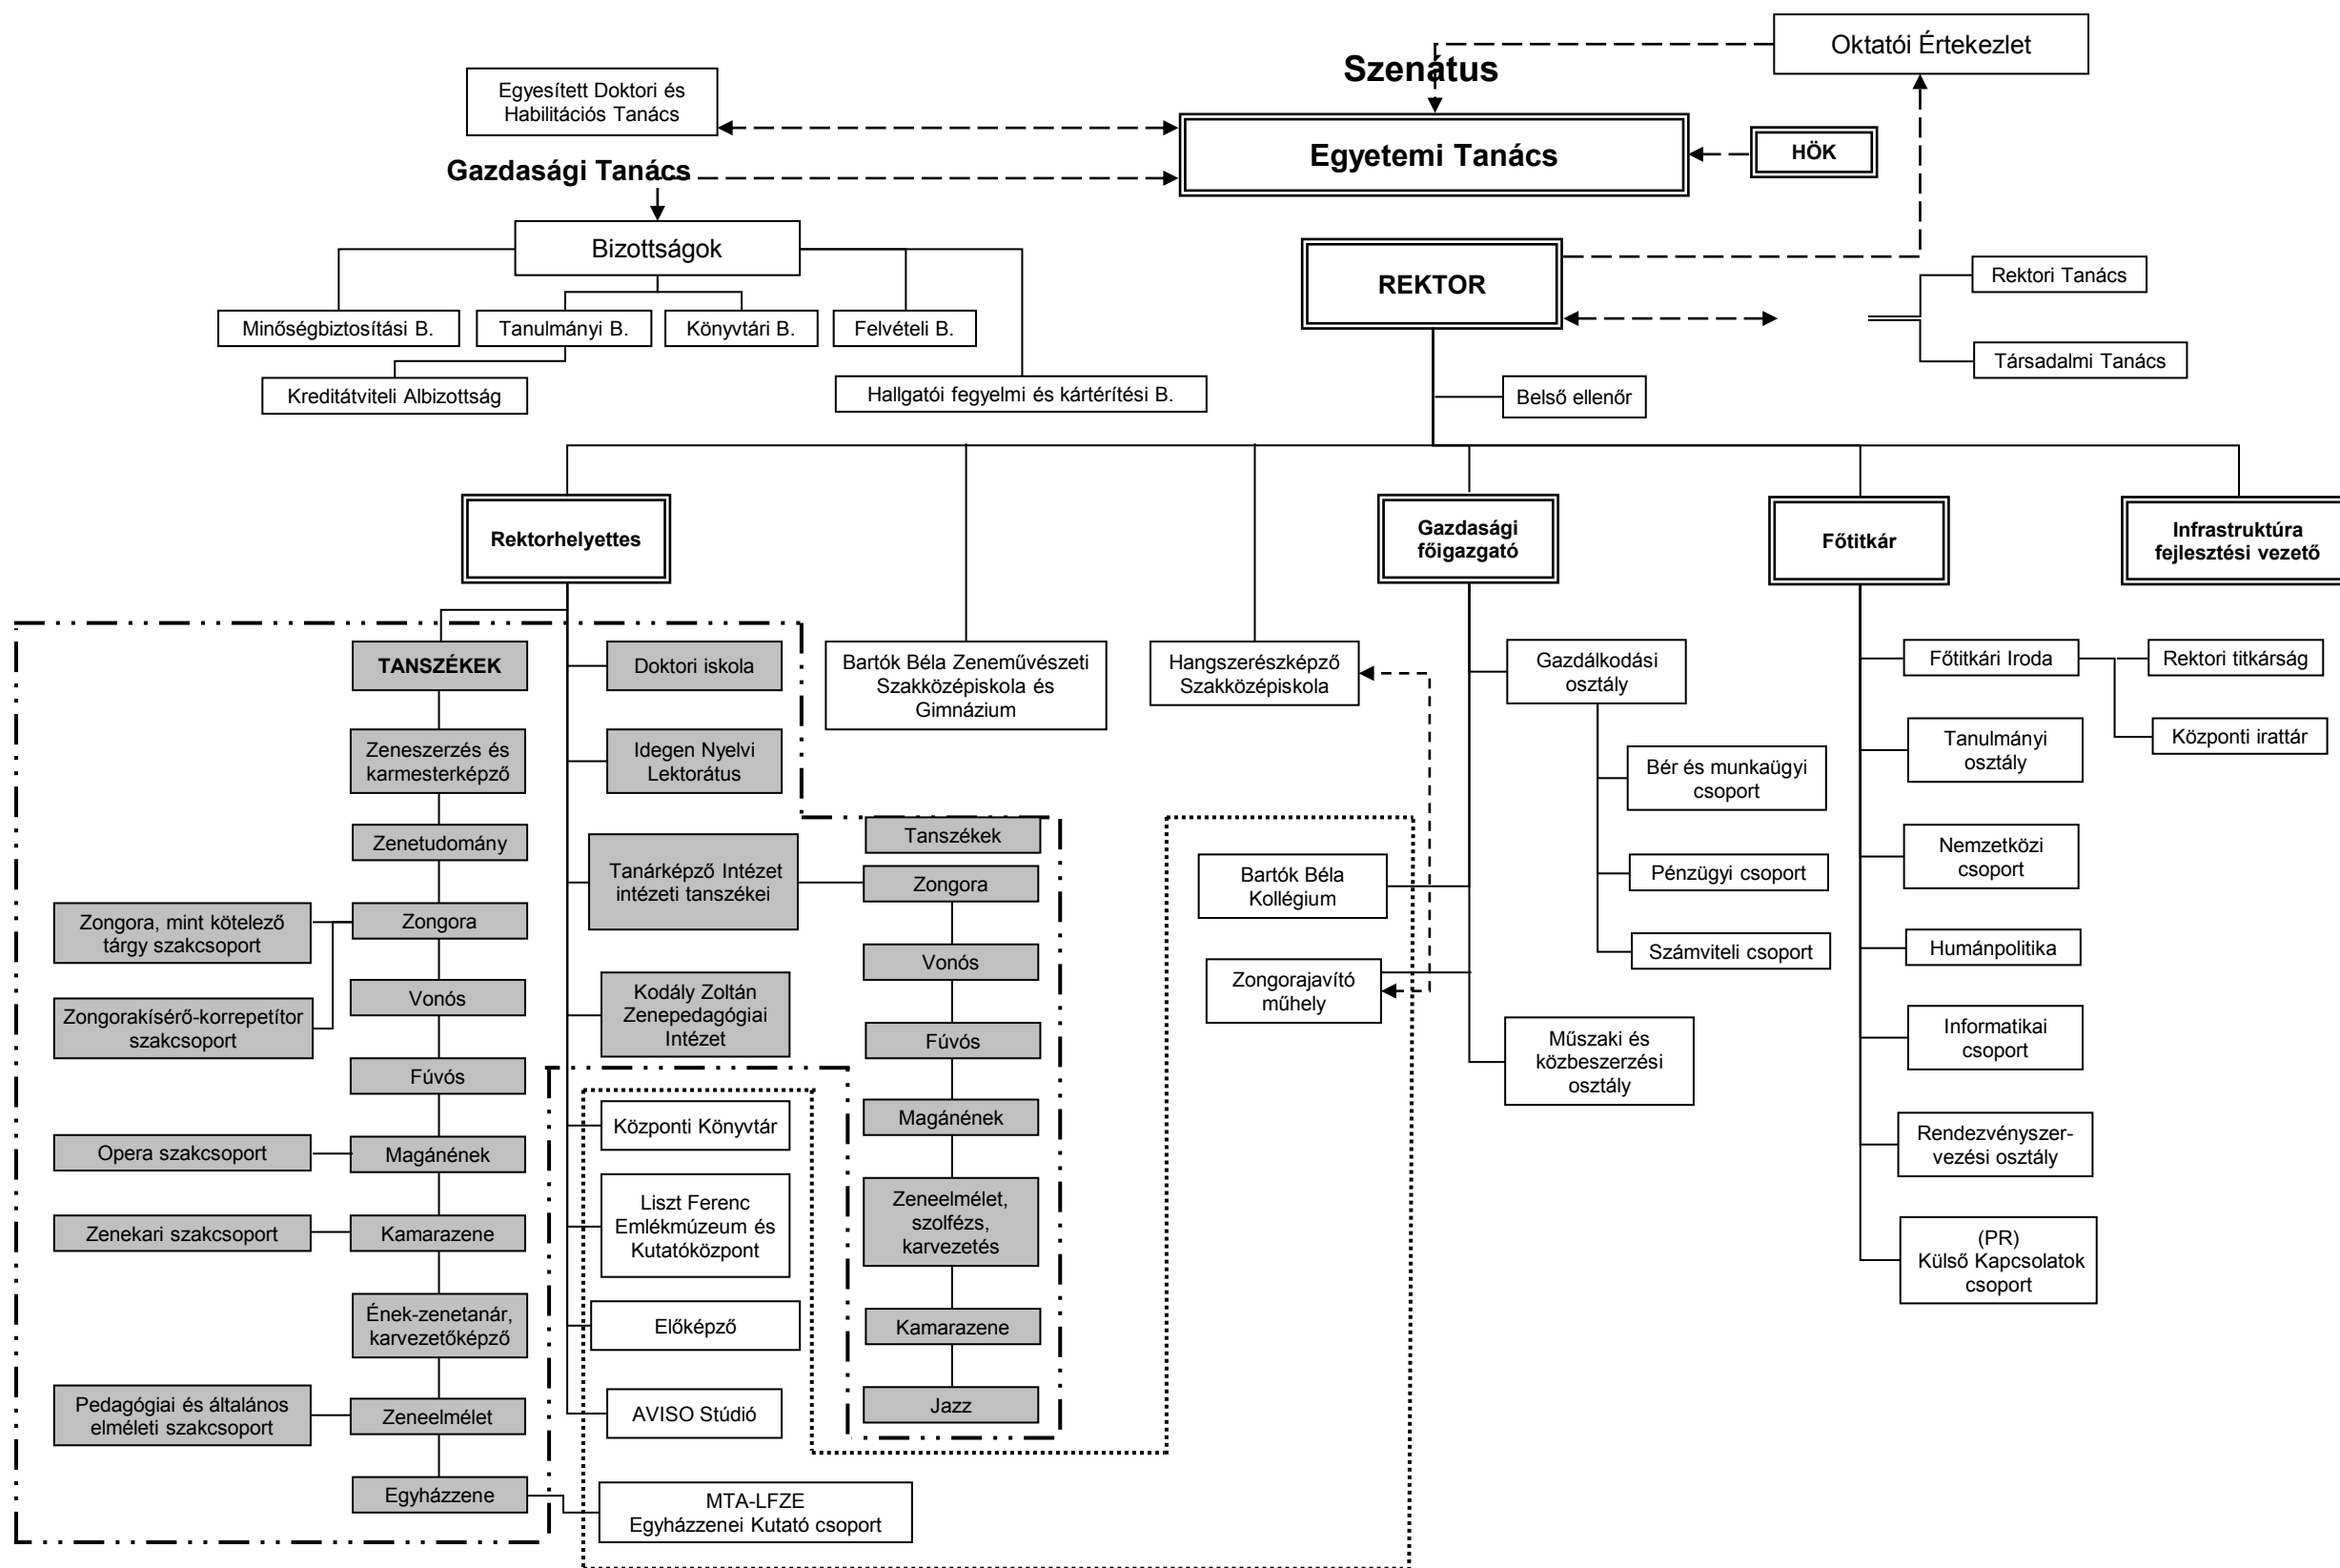 Oktatói Értekezlet
Szenátus
Egyesített Doktori és
Habilitációs Tanács
Egyetemi Tanács
HÖK
Gazdasági Tanács
Bizottságok
REKTOR
Rektori Tanács
Minőségbiztosítási B.
Tanulmányi B.
Könyvtári B.
Felvételi B.
Társadalmi Tanács
Kreditátviteli Albizottság
Hallgatói fegyelmi és kártérítési B.
Belső ellenőr
Rektorhelyettes
Gazdasági
főigazgató
Főtitkár
Infrastruktúra
fejlesztési vezető
TANSZÉKEK
Doktori iskola
Bartók Béla Zeneművészeti
Szakközépiskola és
Gimnázium
Hangszerészképző
Szakközépiskola
Gazdálkodási
osztály
Főtitkári Iroda
Rektori titkárság
Zeneszerzés és
karmesterképző
Idegen Nyelvi
Lektorátus
Bér és munkaügyi
csoport
Tanulmányi
osztály
Központi irattár
Zenetudomány
Tanárképző Intézet
intézeti tanszékei
Tanszékek
Zongora
Bartók Béla
Kollégium
Pénzügyi csoport
Nemzetközi
csoport
Zongora, mint kötelező
tárgy szakcsoport
Zongora
Vonós
Számviteli csoport
Humánpolitika
Zongorakísérő-korrepetítor
szakcsoport
Vonós
Kodály Zoltán
Zenepedagógiai
Intézet
Zongorajavító
műhely
Fúvós
Műszaki és
közbeszerzési
osztály
Informatikai
csoport
Fúvós
Központi Könyvtár
Magánének
Opera szakcsoport
Magánének
Rendezvényszer-
vezési osztály
Liszt Ferenc
Emlékmúzeum és
Kutatóközpont
Zeneelmélet,
szolfézs,
karvezetés
Zenekari szakcsoport
Kamarazene
(PR)
Külső Kapcsolatok
csoport
Ének-zenetanár,
karvezetőképző
Előképző
Kamarazene
Pedagógiai és általános
elméleti szakcsoport
Zeneelmélet
AVISO Stúdió
Jazz
Egyházzene
MTA-LFZE
Egyházzenei Kutató csoport